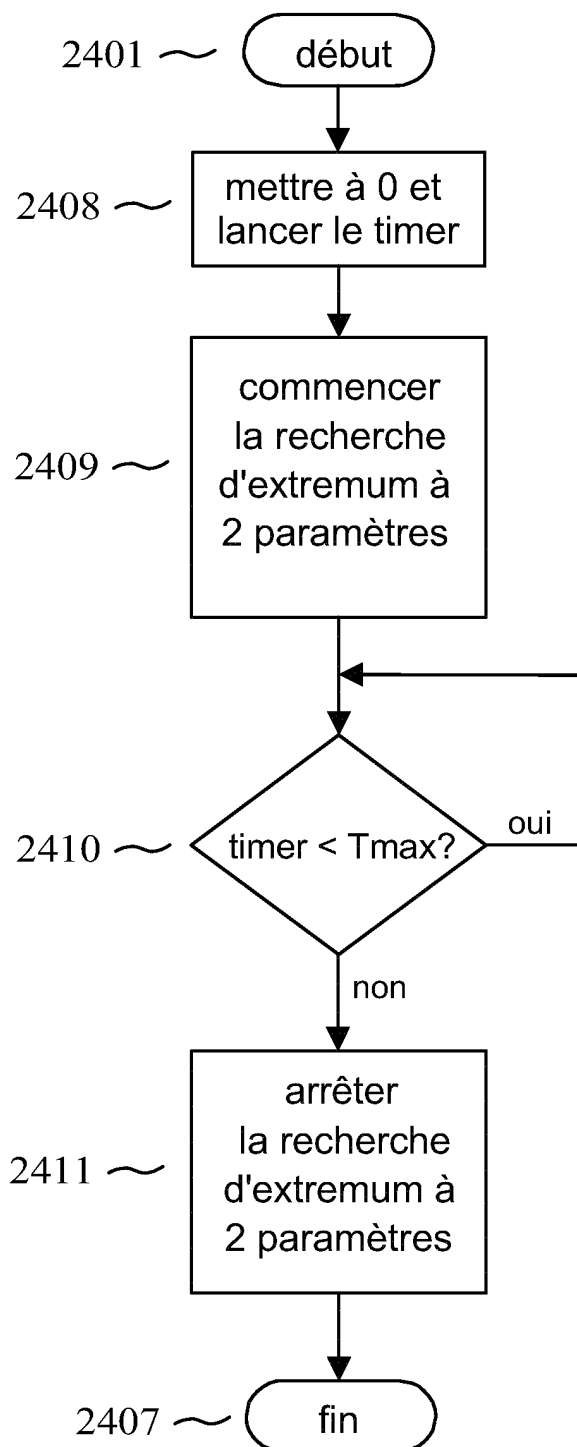 2401
début
2408
mettre à 0 et
lancer le timer
2409
commencer
la recherche
d'extremum à
2 paramètres
2410
timer < Tmax?
oui
non
2411
arrêter
la recherche
d'extremum à
2 paramètres
2407
fin